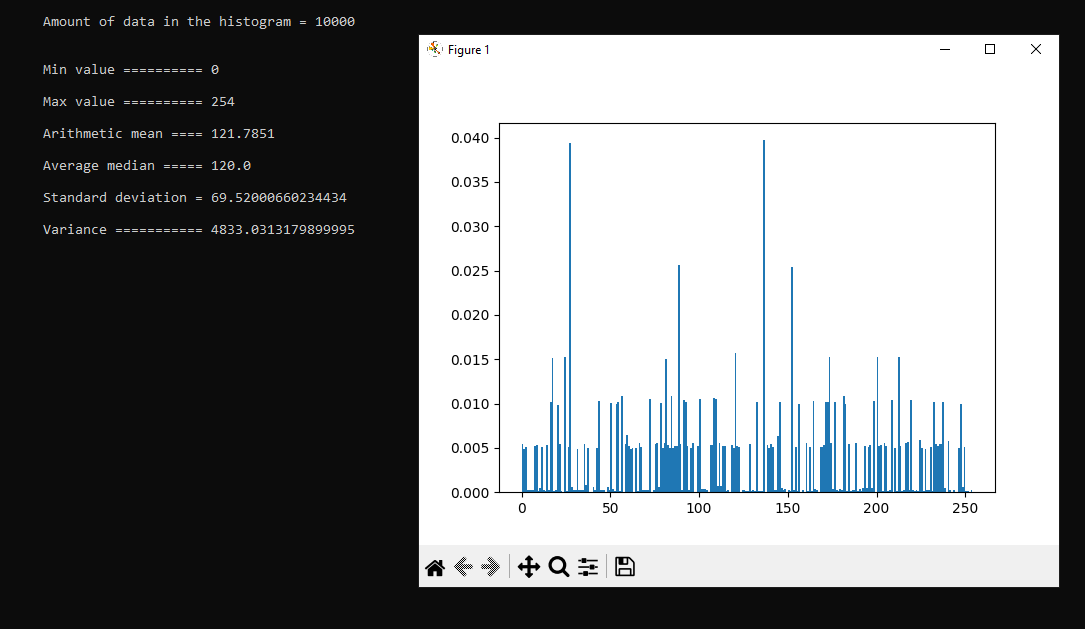 Amount of data in the histogram = 10000
Min value ========== 0
Max value ========== 254
Arithmetic mean ==== 121.7851
Average median ===== 120.0
Standard deviation = 69.52000660234434
Variance =========== 4833.0313179899995
Figure 1
0.040
0.035
0.030
0.025
0.020
0.015
0.010
0.005
0.000
0 50 100 150 200 250